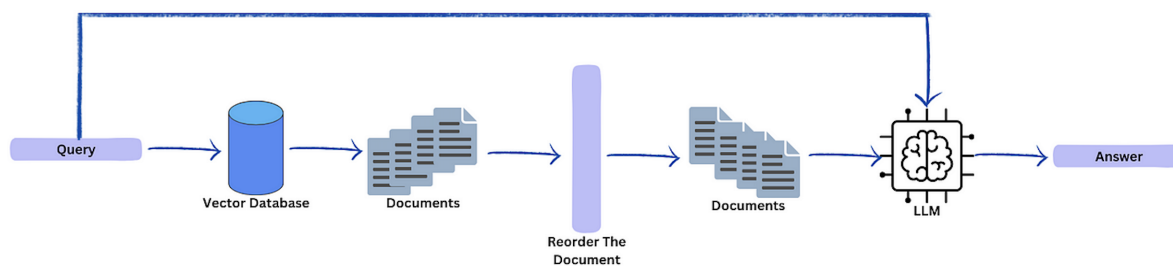 Query
Vector Database
Documents
Reorder The
Document
Documents
LLM
Answer